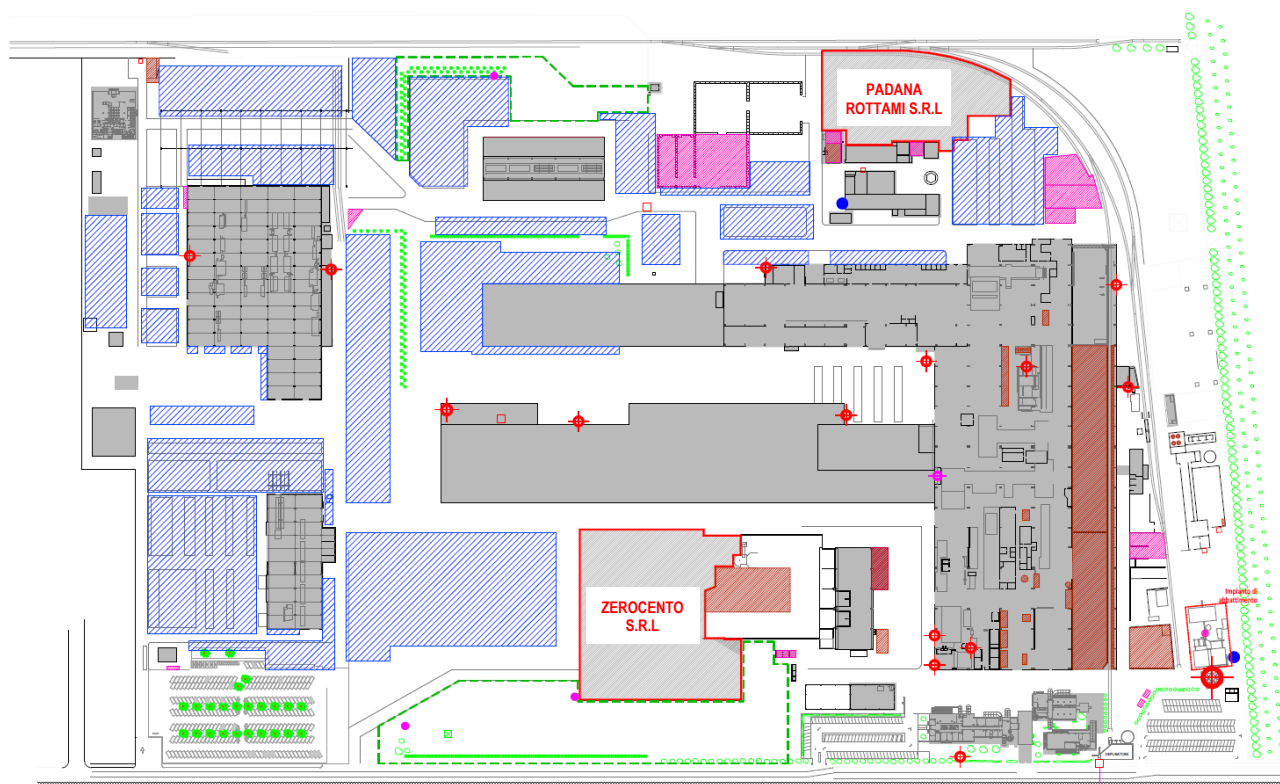 PADANA
ROTTAMI S.R.L
ZEROCENTO
S.R.L
Impianto di
abbattimento